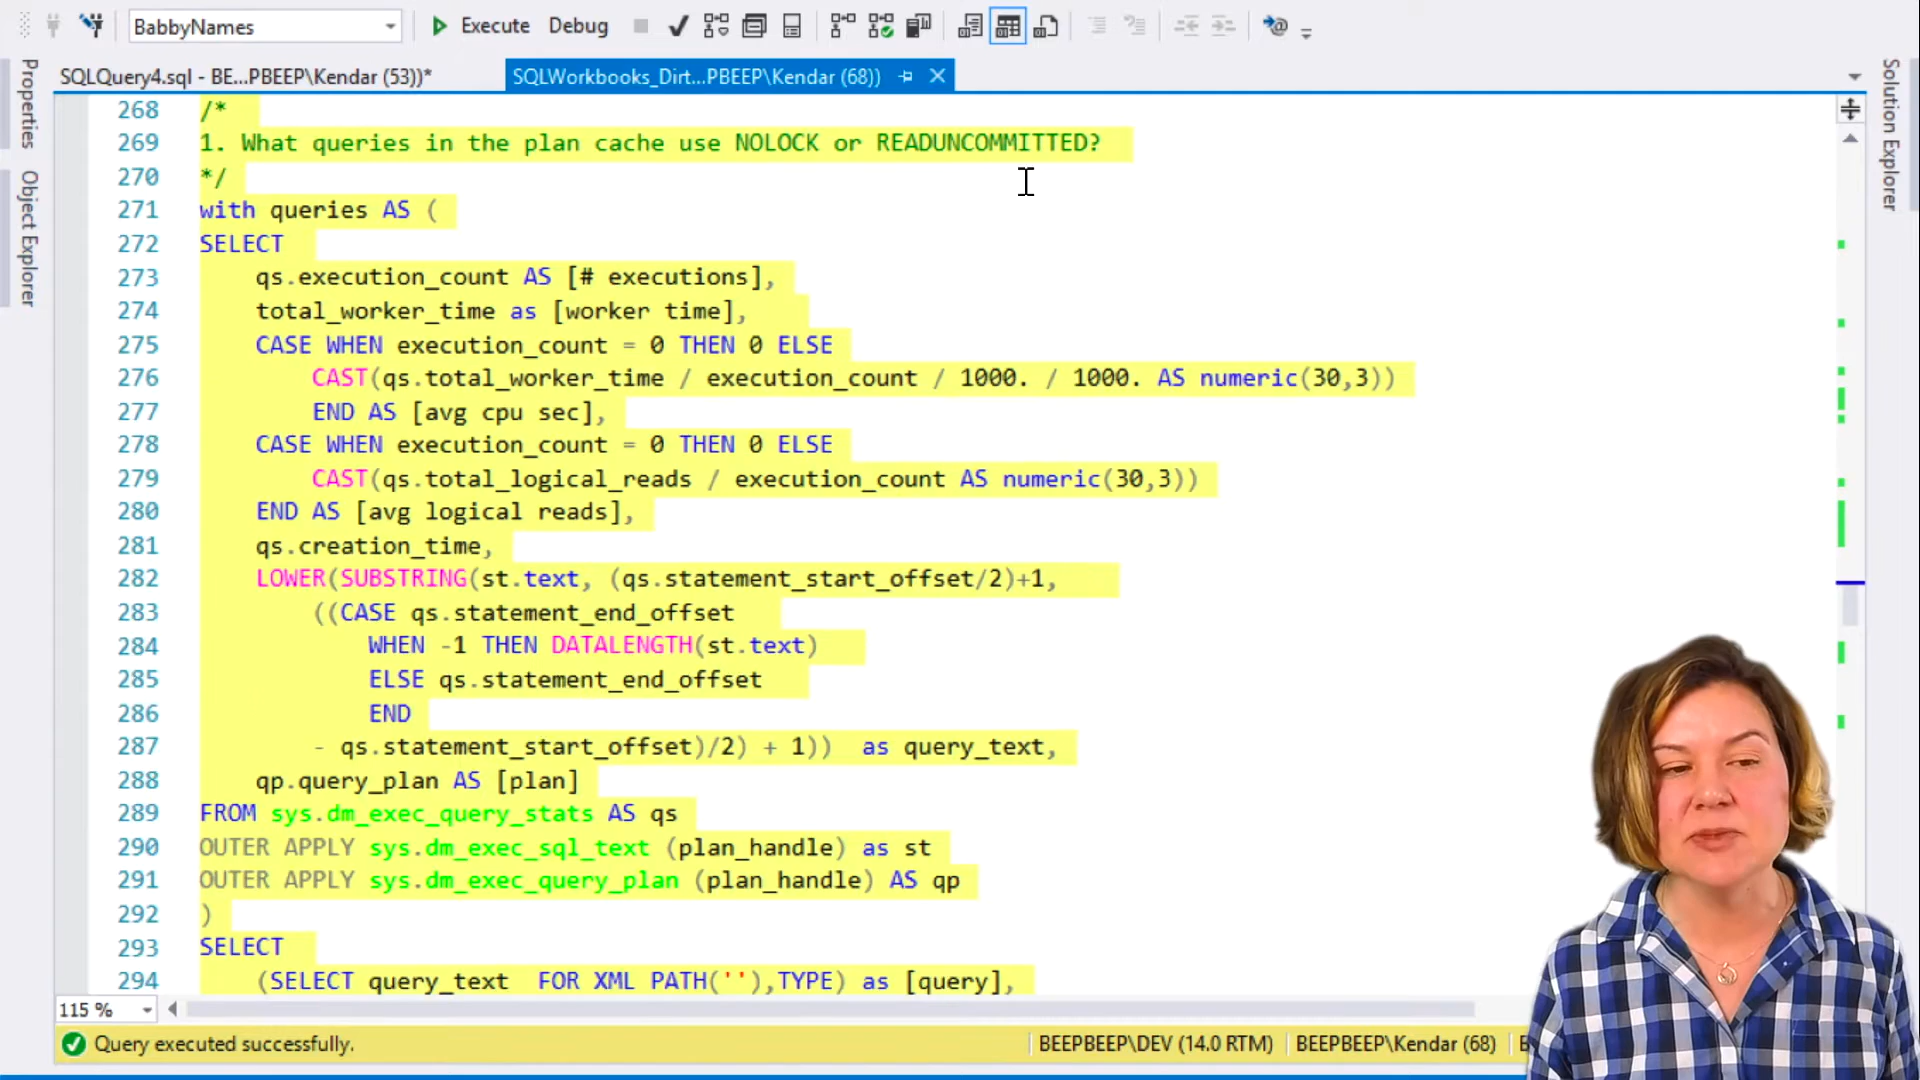 BabbyNames
Execute Debug
SQLQuery4.sql - BE...PBEEP\Kendar (53))*
SQLWorkbooks_Dirt...PBEEP\Kendar (68))
Properties
Object Explorer
Solution Explorer
268 /*
269 1. What queries in the plan cache use NOLOCK or READUNCOMMITTED?
270 */
271 with queries AS (
272 SELECT
273 qs.execution_count AS [# executions],
274 total_worker_time as [worker time],
275 CASE WHEN execution_count = 0 THEN 0 ELSE
276 CAST(qs.total_worker_time / execution_count / 1000. / 1000. AS numeric(30,3))
277 END AS [avg cpu sec],
278 CASE WHEN execution_count = 0 THEN 0 ELSE
279 CAST(qs.total_logical_reads / execution_count AS numeric(30,3))
280 END AS [avg logical reads],
281 qs.creation_time,
282 LOWER(SUBSTRING(st.text, (qs.statement_start_offset/2)+1,
283 ((CASE qs.statement_end_offset
284 WHEN -1 THEN DATALENGTH(st.text)
285 ELSE qs.statement_end_offset
286 END
287 - qs.statement_start_offset)/2) + 1)) as query_text,
288 qp.query_plan AS [plan]
289 FROM sys.dm_exec_query_stats AS qs
290 OUTER APPLY sys.dm_exec_sql_text (plan_handle) as st
291 OUTER APPLY sys.dm_exec_query_plan (plan_handle) AS qp
292 )
293 SELECT
294 (SELECT query_text FOR XML PATH(''),TYPE) as [query],
115 %
Query executed successfully.
BEEPBEEP\DEV (14.0 RTM)
BEEPBEEP\Kendar (68)